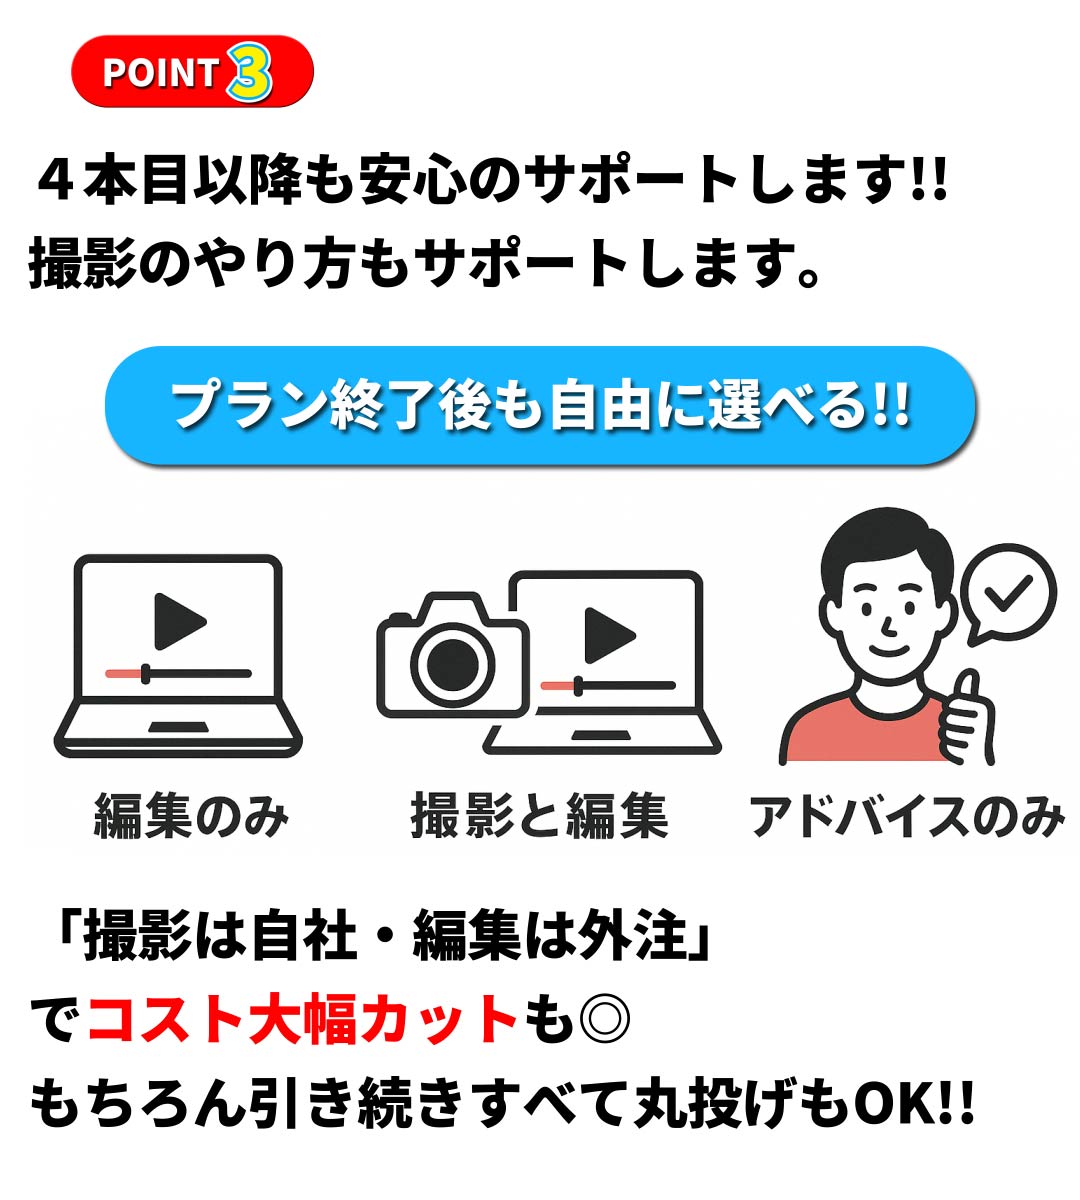 POINT 3
４本目以降も安心のサポートします!!
撮影のやり方もサポートします。
プラン終了後も自由に選べる!!
編集のみ
撮影と編集
アドバイスのみ
「撮影は自社・編集は外注」
でコスト大幅カットも◎
もちろん引き続きすべて丸投げもOK!!